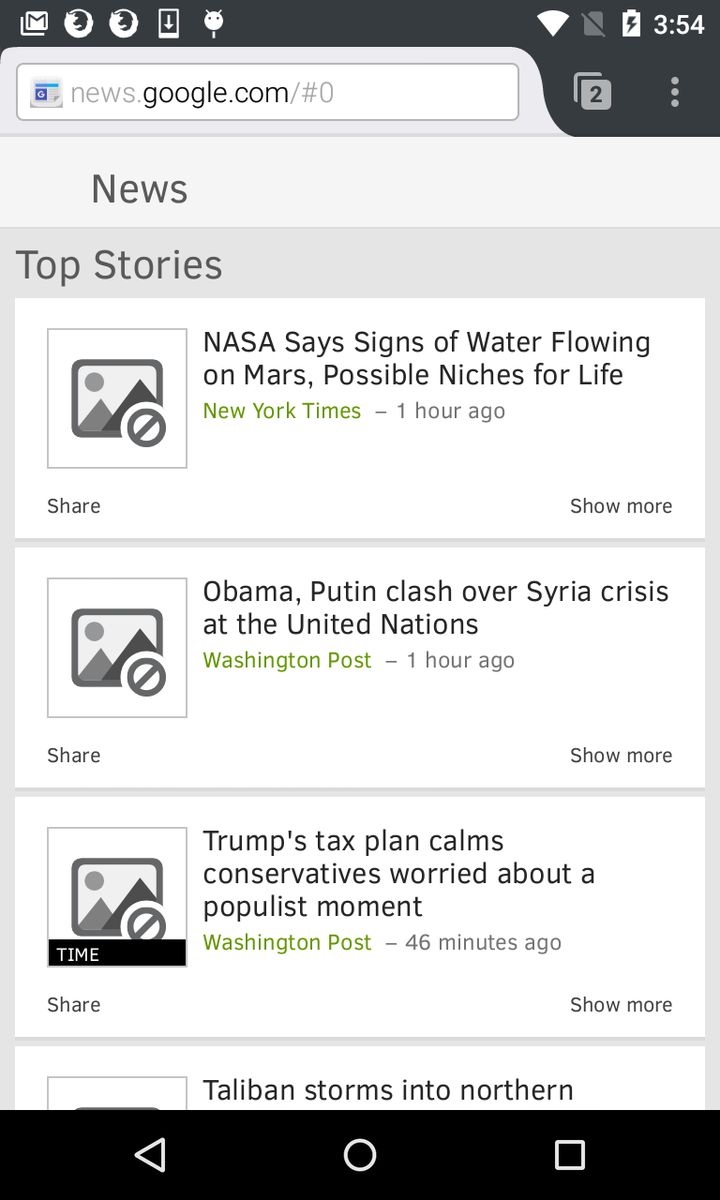 3:54
news.google.com/#0
2
News
Top Stories
NASA Says Signs of Water Flowing
on Mars, Possible Niches for Life
New York Times – 1 hour ago
Share Show more
Obama, Putin clash over Syria crisis
at the United Nations
Washington Post – 1 hour ago
Share Show more
Trump's tax plan calms
conservatives worried about a
populist moment
Washington Post – 46 minutes ago
TIME
Share Show more
Taliban storms into northern